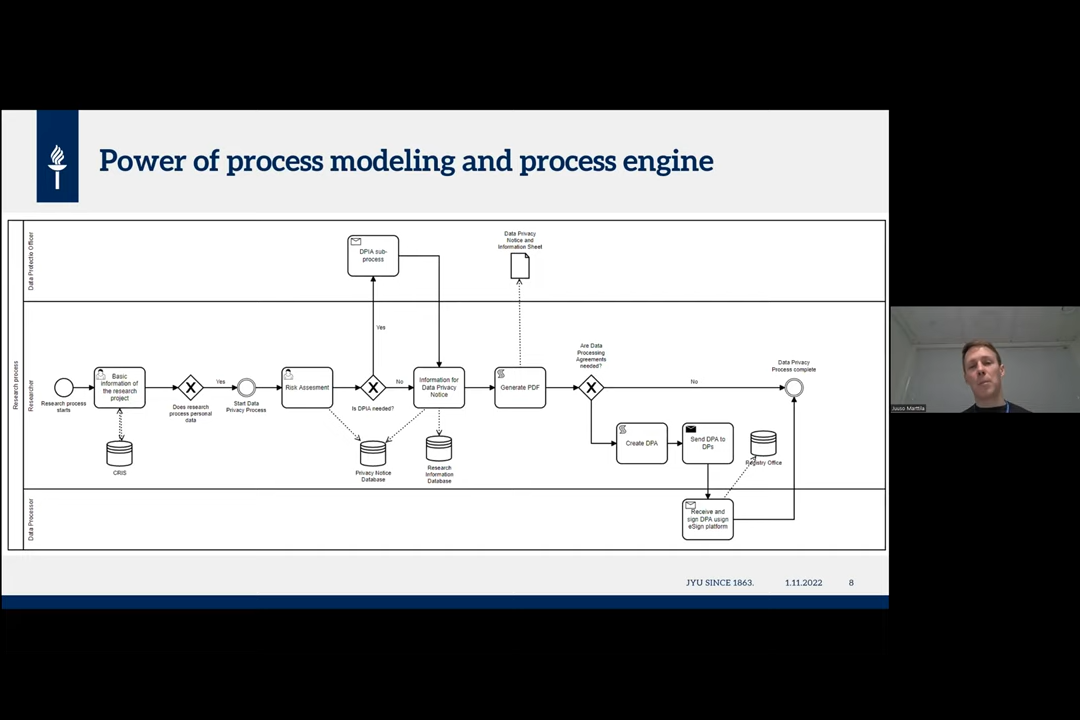 Power of process modeling and process engine
Research process
Data Protectio Officer
DPIA sub-
process
Data Privacy
Notice and
Information Sheet
Yes
Researcher
Research process
starts
Basic
information of
the research
project
CRIS
Yes
Does research
process personal
data
Start Data
Privacy Process
Risk Assesment
Is DPIA needed?
No
Information for
Data Privacy
Notice
Privacy Notice
Database
Research
Information
Database
Generate PDF
Are Data
Processing
Agreements
needed?
No
Data Privacy
Process complete
Create DPA
Send DPA to
DPs
Registry Office
Data Processor
Receive and
sign DPA usign
eSign platform
JYU SINCE 1863.
1.11.2022
8
Juuso Marttila